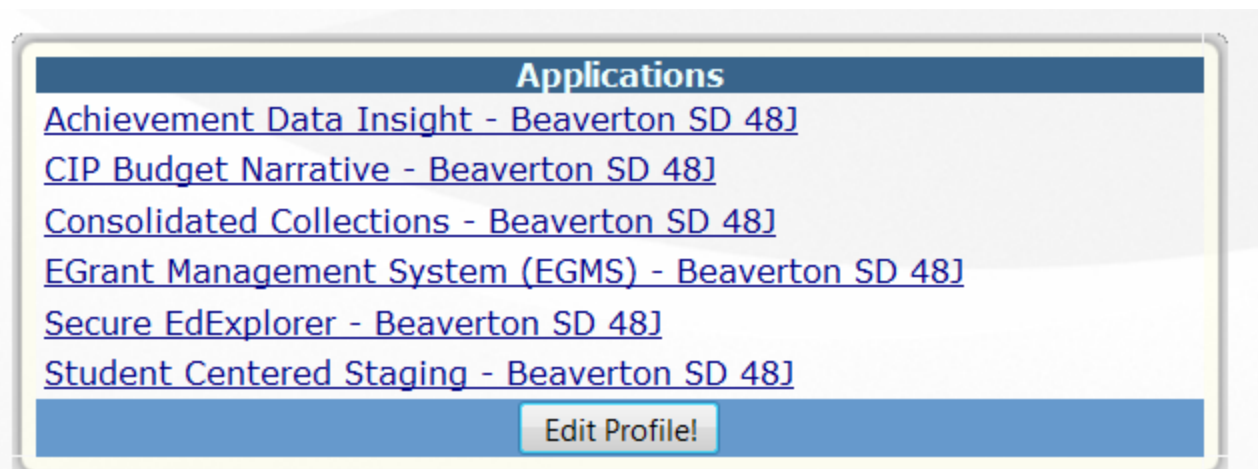 Applications
Achievement Data Insight - Beaverton SD 48J
CIP Budget Narrative - Beaverton SD 48J
Consolidated Collections - Beaverton SD 48J
EGrant Management System (EGMS) - Beaverton SD 48J
Secure EdExplorer - Beaverton SD 48J
Student Centered Staging - Beaverton SD 48J
Edit Profile!